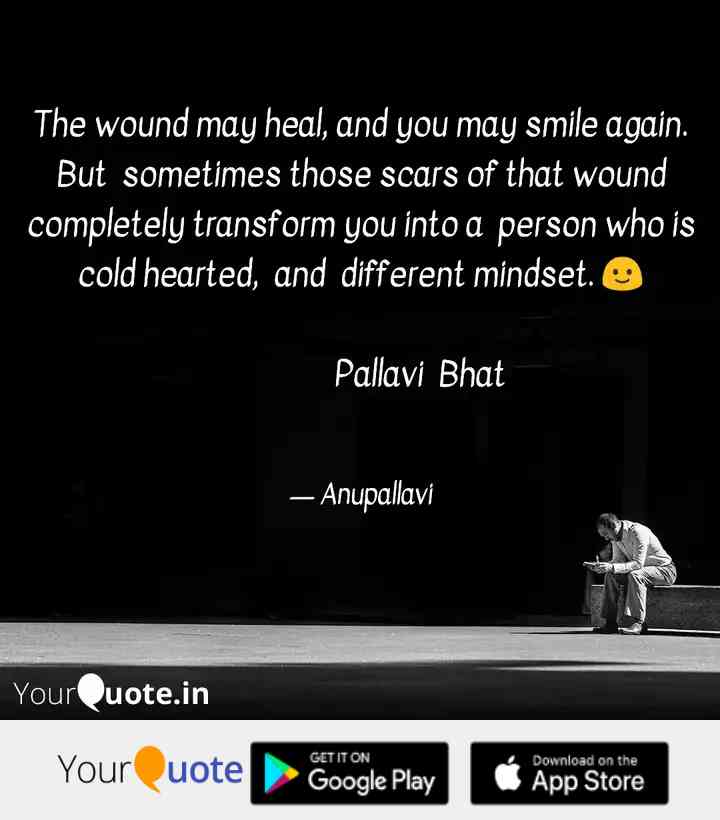 The wound may heal, and you may smile again.
But sometimes those scars of that wound
completely transform you into a person who is
cold hearted, and different mindset. 🙂
Pallavi Bhat
— Anupallavi
YourQuote.in
YourQuote
GET IT ON
Google Play
Download on the
App Store